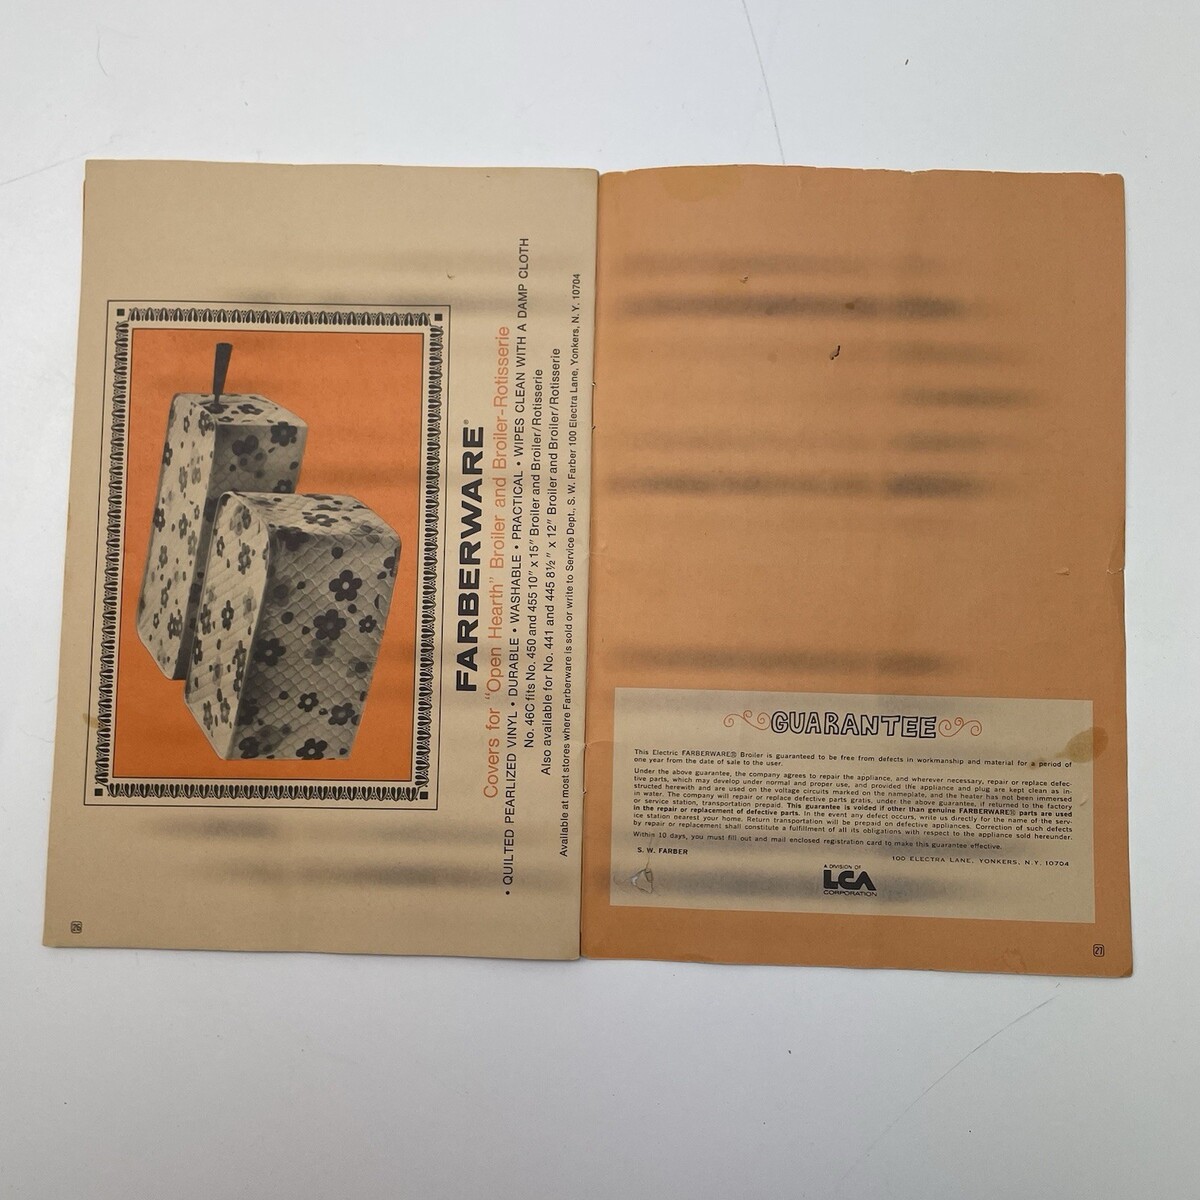 FARBERWARE®
Covers for "Open Hearth" Broiler and Broiler-Rotisserie
• QUILTED PEARLIZED VINYL • DURABLE • WASHABLE • PRACTICAL • WIPES CLEAN WITH A DAMP CLOTH
No. 46C fits No. 450 and 455 10" x 15" Broiler and Broiler/Rotisserie
Also available for No. 441 and 445 8½" x 12" Broiler and Broiler/Rotisserie
Available at most stores where Farberware is sold or write to Service Dept., S. W. Farber 100 Electra Lane, Yonkers, N.Y. 10704
26
GUARANTEE
This Electric FARBERWARE® Broiler is guaranteed to be free from defects in workmanship and material for a period of
one year from the date of sale to the user.
Under the above guarantee, the company agrees to repair the appliance, and wherever necessary, repair or replace defec-
tive parts, which may develop under normal and proper use, and provided the appliance and plug are kept clean as in-
structed herewith and are used on the voltage circuits marked on the nameplate, and the heater has not been immersed
in water. The company will repair or replace defective parts gratis, under the above guarantee, if returned to the factory
or service station, transportation prepaid. This guarantee is voided if other than genuine FARBERWARE® parts are used
in the repair or replacement of defective parts. In the event any defect occurs, write us directly for the name of the serv-
ice station nearest your home. Return transportation will be prepaid on defective appliances. Correction of such defects
by repair or replacement shall constitute a fulfillment of all its obligations with respect to the appliance sold hereunder.
Within 10 days, you must fill out and mail enclosed registration card to make this guarantee effective.
S. W. FARBER
100 ELECTRA LANE, YONKERS, N.Y. 10704
A DIVISION OF
LCA
CORPORATION
27